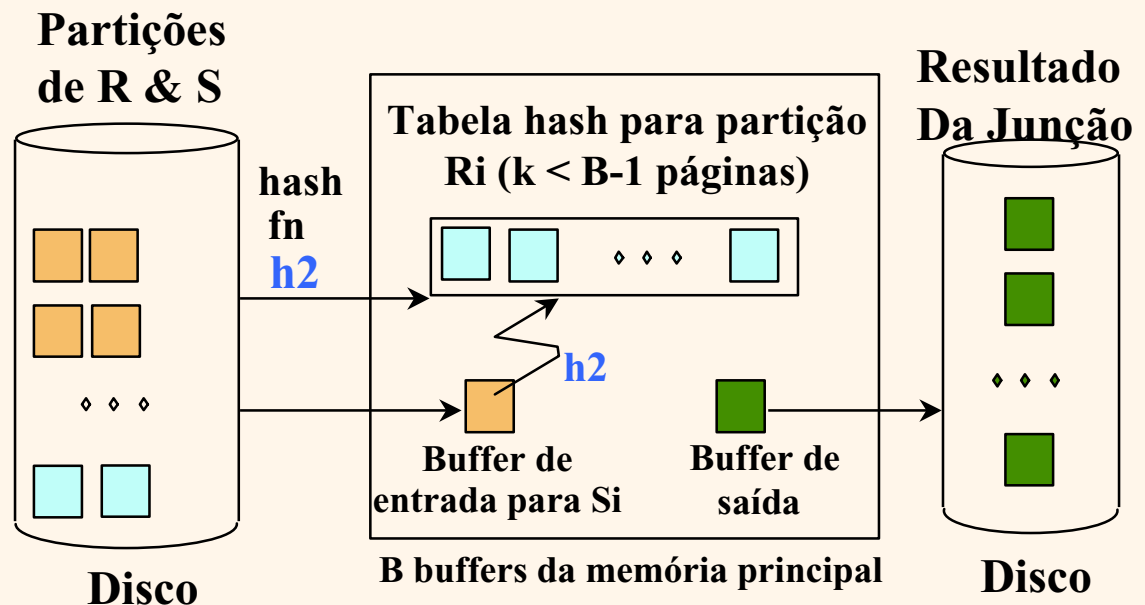 Partições
de R & S
hash
fn
h2
Tabela hash para partição
Ri (k < B-1 páginas)
h2
Buffer de
entrada para Si
Buffer de
saída
B buffers da memória principal
Disco
Resultado
Da Junção
Disco